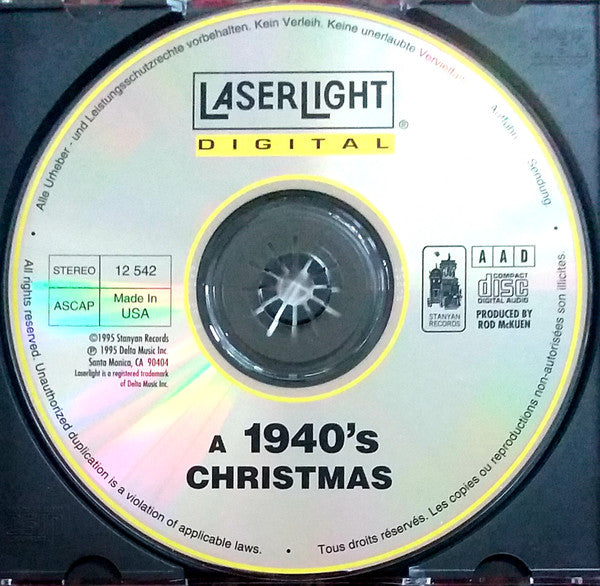 Alle Urheber - und Leistungsschutzrechte vorbehalten. Kein Verleih. Keine unerlaubte Sendung
LASERLIGHT®
DIGITAL
STEREO 12 542
ASCAP Made In USA
©1995 Stanyan Records
℗ 1995 Delta Music Inc.
Santa Monica, CA 90404
Laserlight is a registered trademark
of Delta Music Inc.
STANYAN
RECORDS
A A D
COMPACT
disc
DIGITAL AUDIO
PRODUCED BY
ROD McKUEN
A 1940's
CHRISTMAS
All rights reserved. Unauthorized duplication is a violation of applicable laws. • Tous droits réservés. Les copies ou reproductions non-autorisées son illicites.